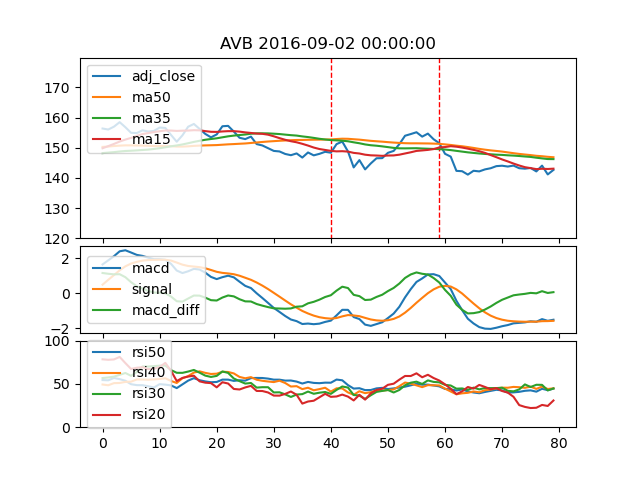 AVB 2016-09-02 00:00:00
170
160
150
140
130
120
adj_close
ma50
ma35
ma15
2
0
−2
macd
signal
macd_diff
100
50
0
rsi50
rsi40
rsi30
rsi20
0 10 20 30 40 50 60 70 80